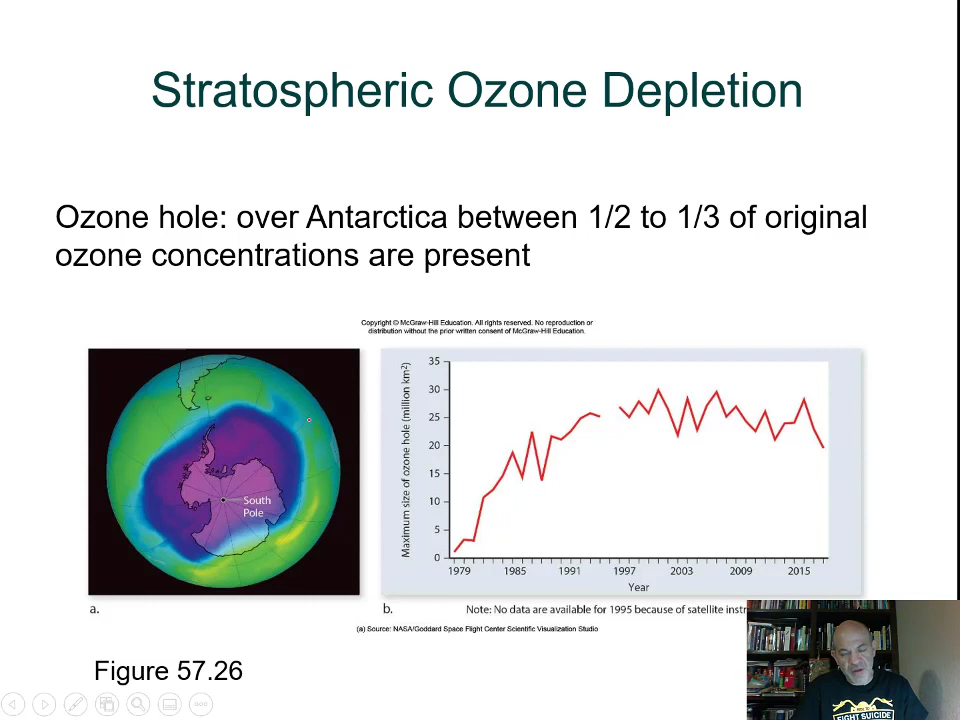 Stratospheric Ozone Depletion
Ozone hole: over Antarctica between 1/2 to 1/3 of original
ozone concentrations are present
Copyright © McGraw-Hill Education. All rights reserved. No reproduction or
distribution without the prior written consent of McGraw-Hill Education.
South
Pole
Maximum size of ozone hole (million km²)
35
30
25
20
15
10
5
0
1979 1985 1991 1997 2003 2009 2015
Year
a.
b.
Note: No data are available for 1995 because of satellite
(a) Source: NASA/Goddard Space Flight Center Scientific Visualization Studio
Figure 57.26
FIGHT SUICIDE